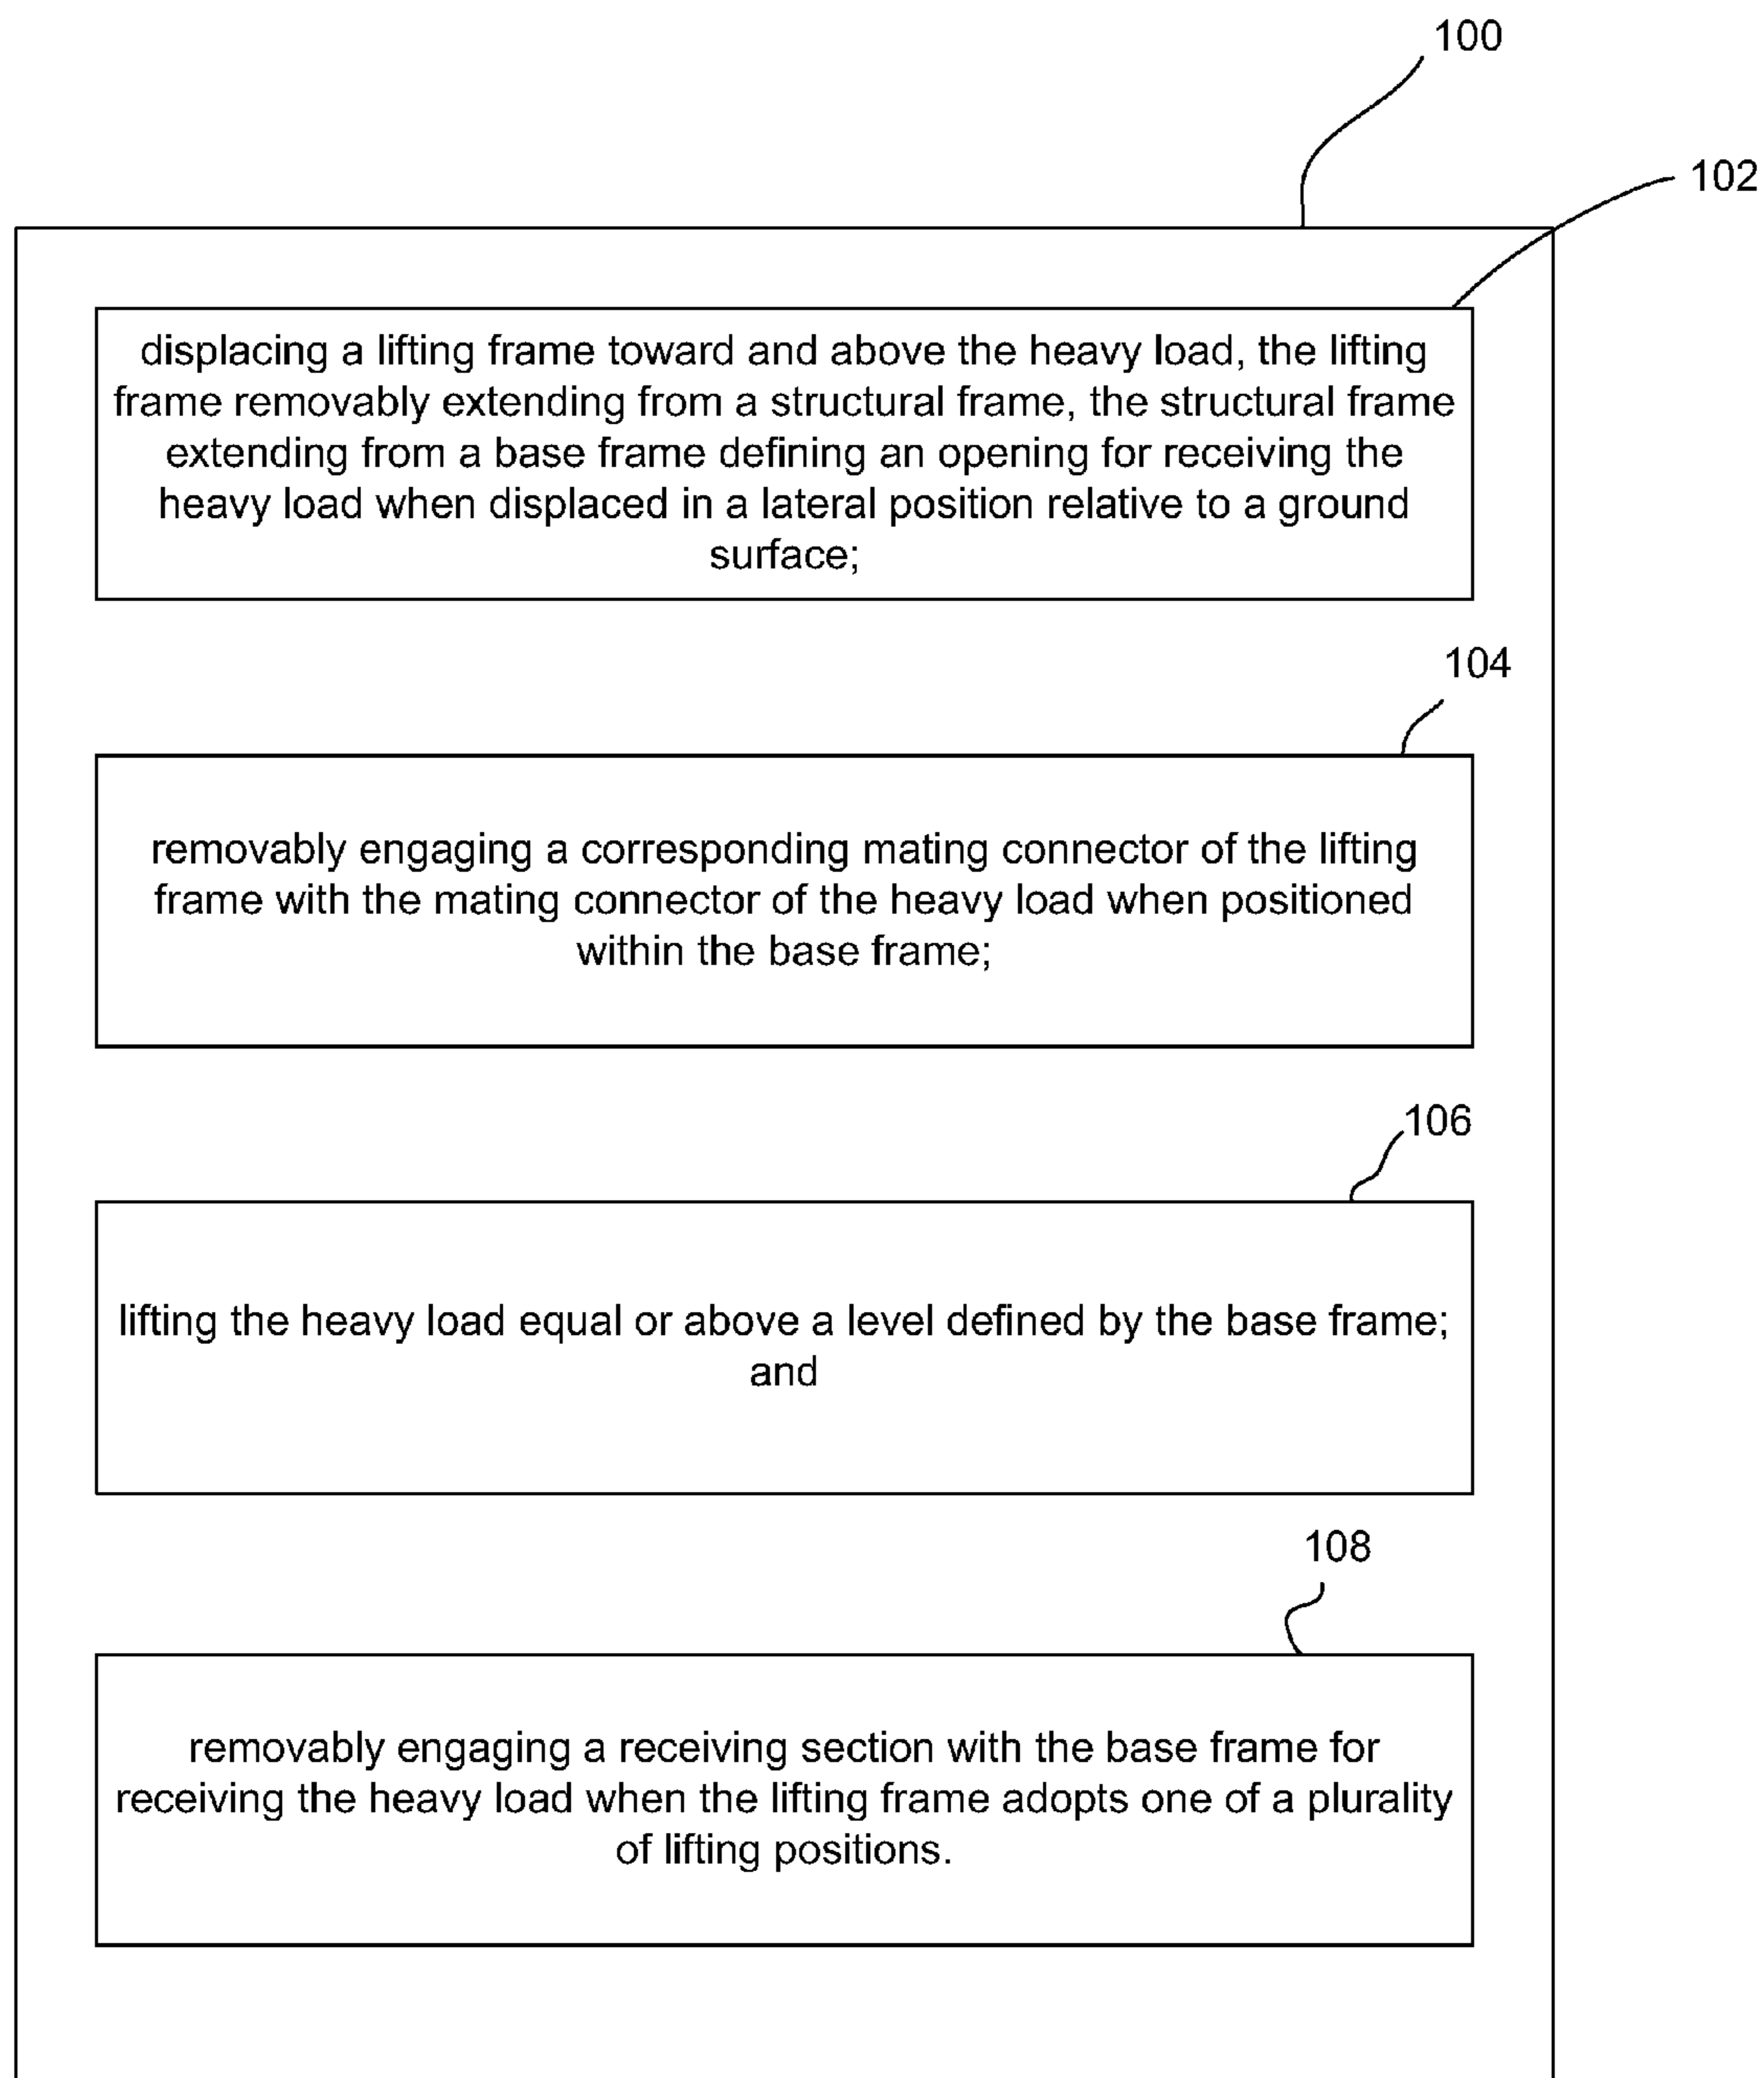 100
102
displacing a lifting frame toward and above the heavy load, the lifting
frame removably extending from a structural frame, the structural frame
extending from a base frame defining an opening for receiving the
heavy load when displaced in a lateral position relative to a ground
surface;
104
removably engaging a corresponding mating connector of the lifting
frame with the mating connector of the heavy load when positioned
within the base frame;
106
lifting the heavy load equal or above a level defined by the base frame;
and
108
removably engaging a receiving section with the base frame for
receiving the heavy load when the lifting frame adopts one of a plurality
of lifting positions.